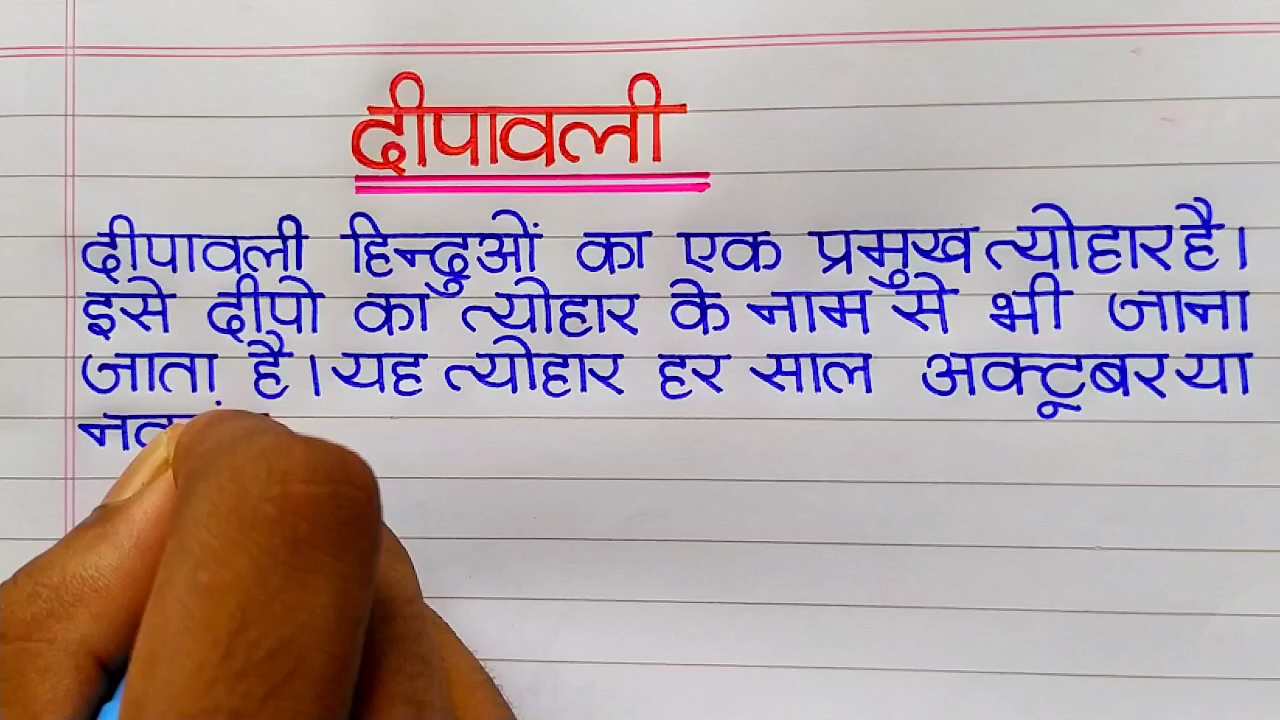 दीपावली
दीपावली हिन्दुओं का एक प्रमुख त्योहार है।
इसे दीपो का त्योहार के नाम से भी जाना
जाता है। यह त्योहार हर साल अक्टूबर या